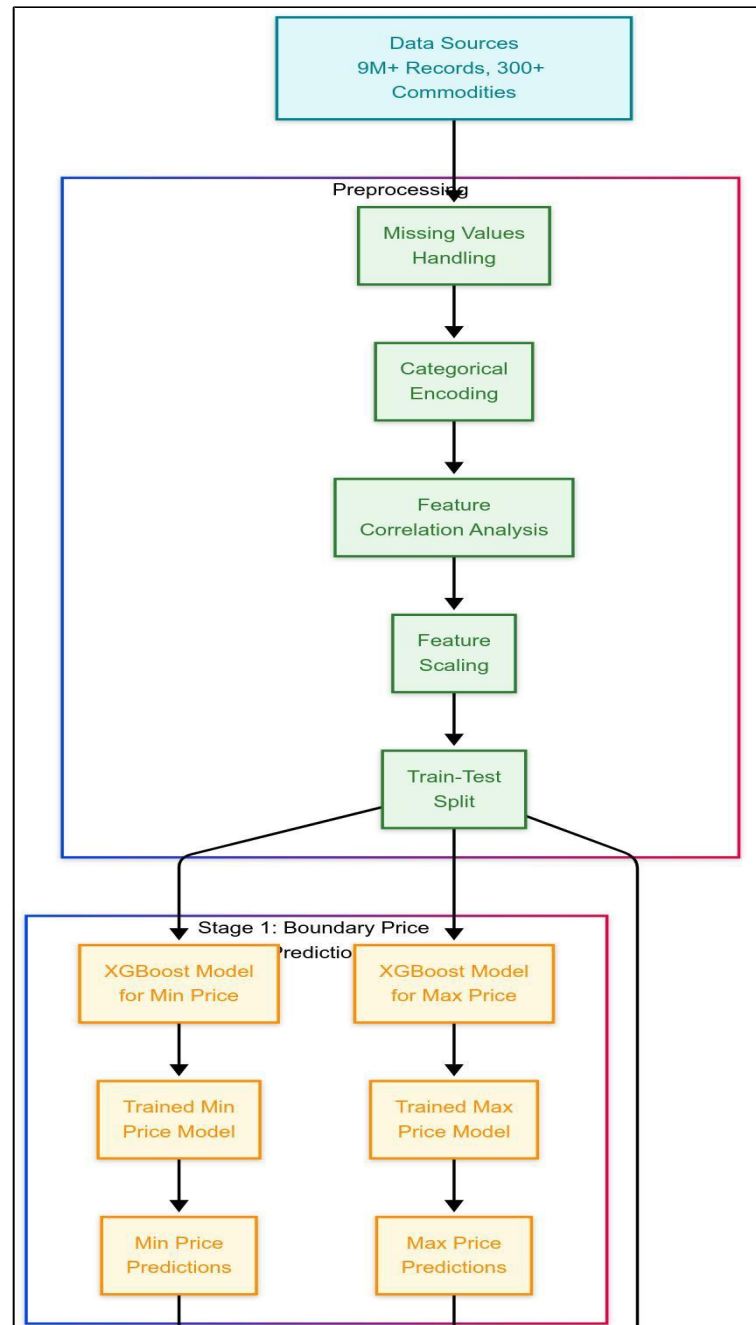 Data Sources
9M+ Records, 300+
Commodities
Preprocessing
Missing Values
Handling
Categorical
Encoding
Feature
Correlation Analysis
Feature
Scaling
Train-Test
Split
Stage 1: Boundary Price
Prediction
XGBoost Model
for Min Price
XGBoost Model
for Max Price
Trained Min
Price Model
Trained Max
Price Model
Min Price
Predictions
Max Price
Predictions